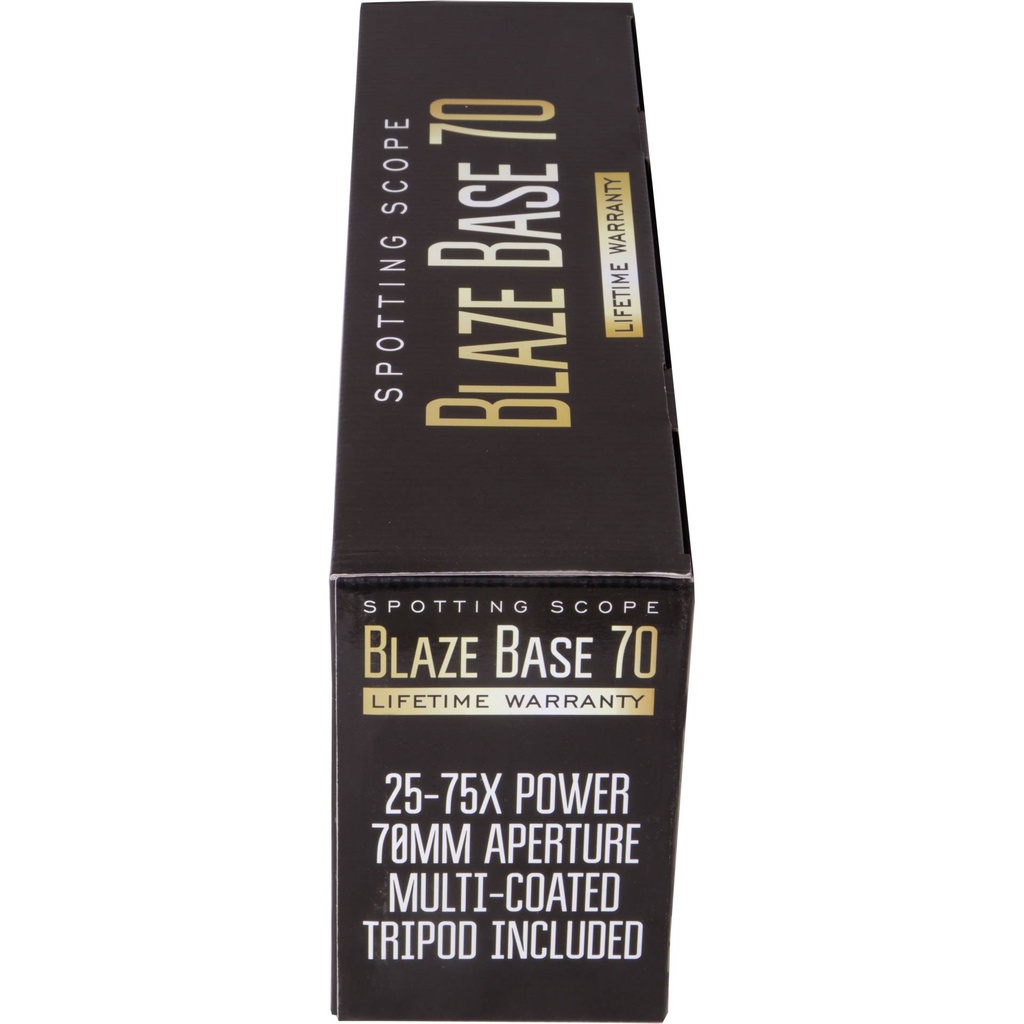 SPOTTING SCOPE
BLAZE BASE 70
LIFETIME WARRANTY
SPOTTING SCOPE
BLAZE BASE 70
LIFETIME WARRANTY
25-75X POWER
70MM APERTURE
MULTI-COATED
TRIPOD INCLUDED